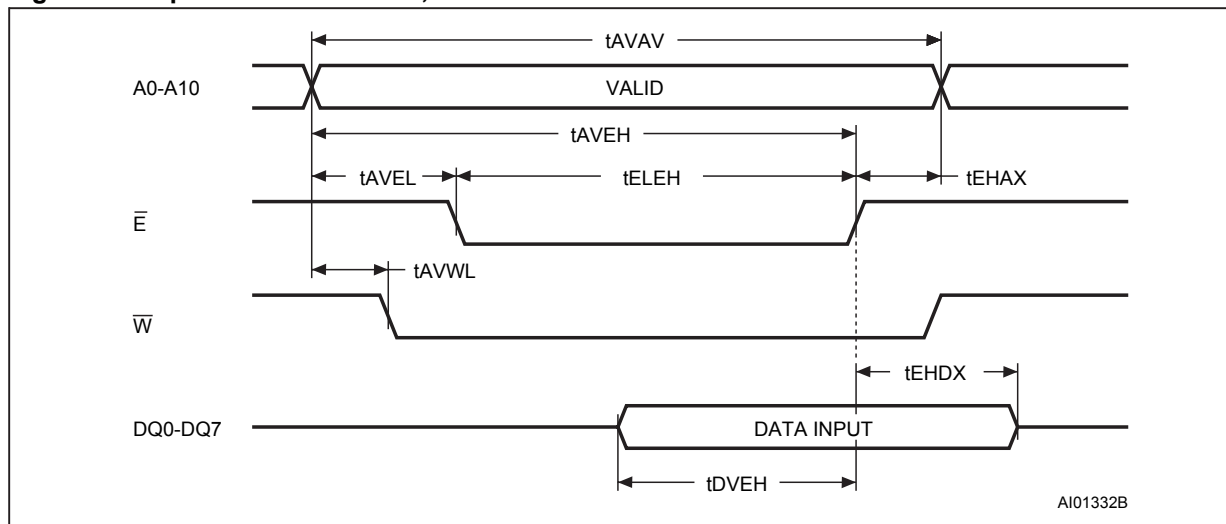 tAVAV
A0-A10
VALID
tAVEH
tAVEL
tELEH
tEHAX
E̅
tAVWL
W̅
tEHDX
DQ0-DQ7
DATA INPUT
tDVEH
AI01332B